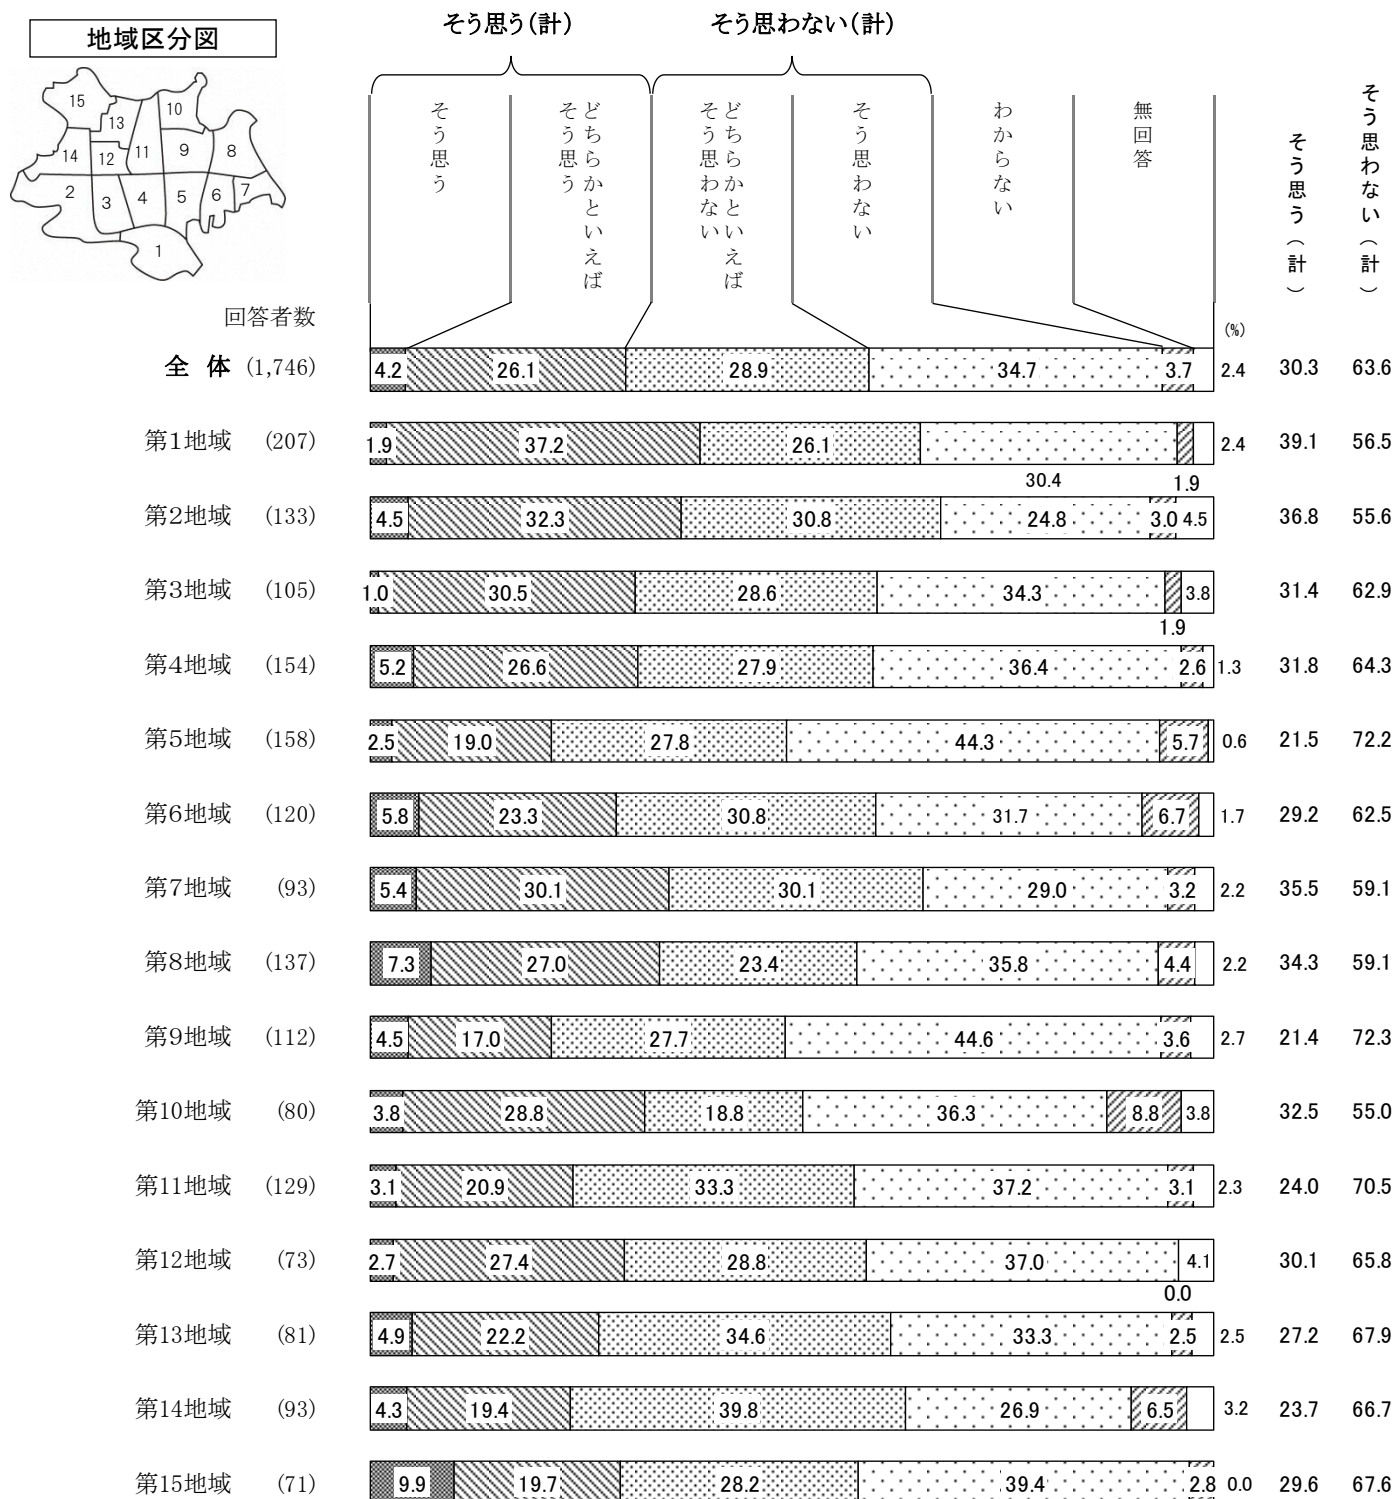 地域区分図
15
10
13
14
12
11
9
8
2
3
4
5
6
7
1
そう思う(計)
そう思わない(計)
そう思う
どちらかといえば
そう思う
どちらかといえば
そう思わない
そう思わない
わからない
無回答
そう思う(計)
そう思わない(計)
回答者数
(%)
全体 (1,746) 4.2 26.1 28.9 34.7 3.7 2.4 30.3 63.6
第1地域 (207) 1.9 37.2 26.1 30.4 1.9 2.4 39.1 56.5
第2地域 (133) 4.5 32.3 30.8 24.8 3.0 4.5 36.8 55.6
第3地域 (105) 1.0 30.5 28.6 34.3 1.9 3.8 31.4 62.9
第4地域 (154) 5.2 26.6 27.9 36.4 2.6 1.3 31.8 64.3
第5地域 (158) 2.5 19.0 27.8 44.3 5.7 0.6 21.5 72.2
第6地域 (120) 5.8 23.3 30.8 31.7 6.7 1.7 29.2 62.5
第7地域 (93) 5.4 30.1 30.1 29.0 3.2 2.2 35.5 59.1
第8地域 (137) 7.3 27.0 23.4 35.8 4.4 2.2 34.3 59.1
第9地域 (112) 4.5 17.0 27.7 44.6 3.6 2.7 21.4 72.3
第10地域 (80) 3.8 28.8 18.8 36.3 8.8 3.8 32.5 55.0
第11地域 (129) 3.1 20.9 33.3 37.2 3.1 2.3 24.0 70.5
第12地域 (73) 2.7 27.4 28.8 37.0 0.0 4.1 30.1 65.8
第13地域 (81) 4.9 22.2 34.6 33.3 2.5 2.5 27.2 67.9
第14地域 (93) 4.3 19.4 39.8 26.9 6.5 3.2 23.7 66.7
第15地域 (71) 9.9 19.7 28.2 39.4 2.8 0.0 29.6 67.6